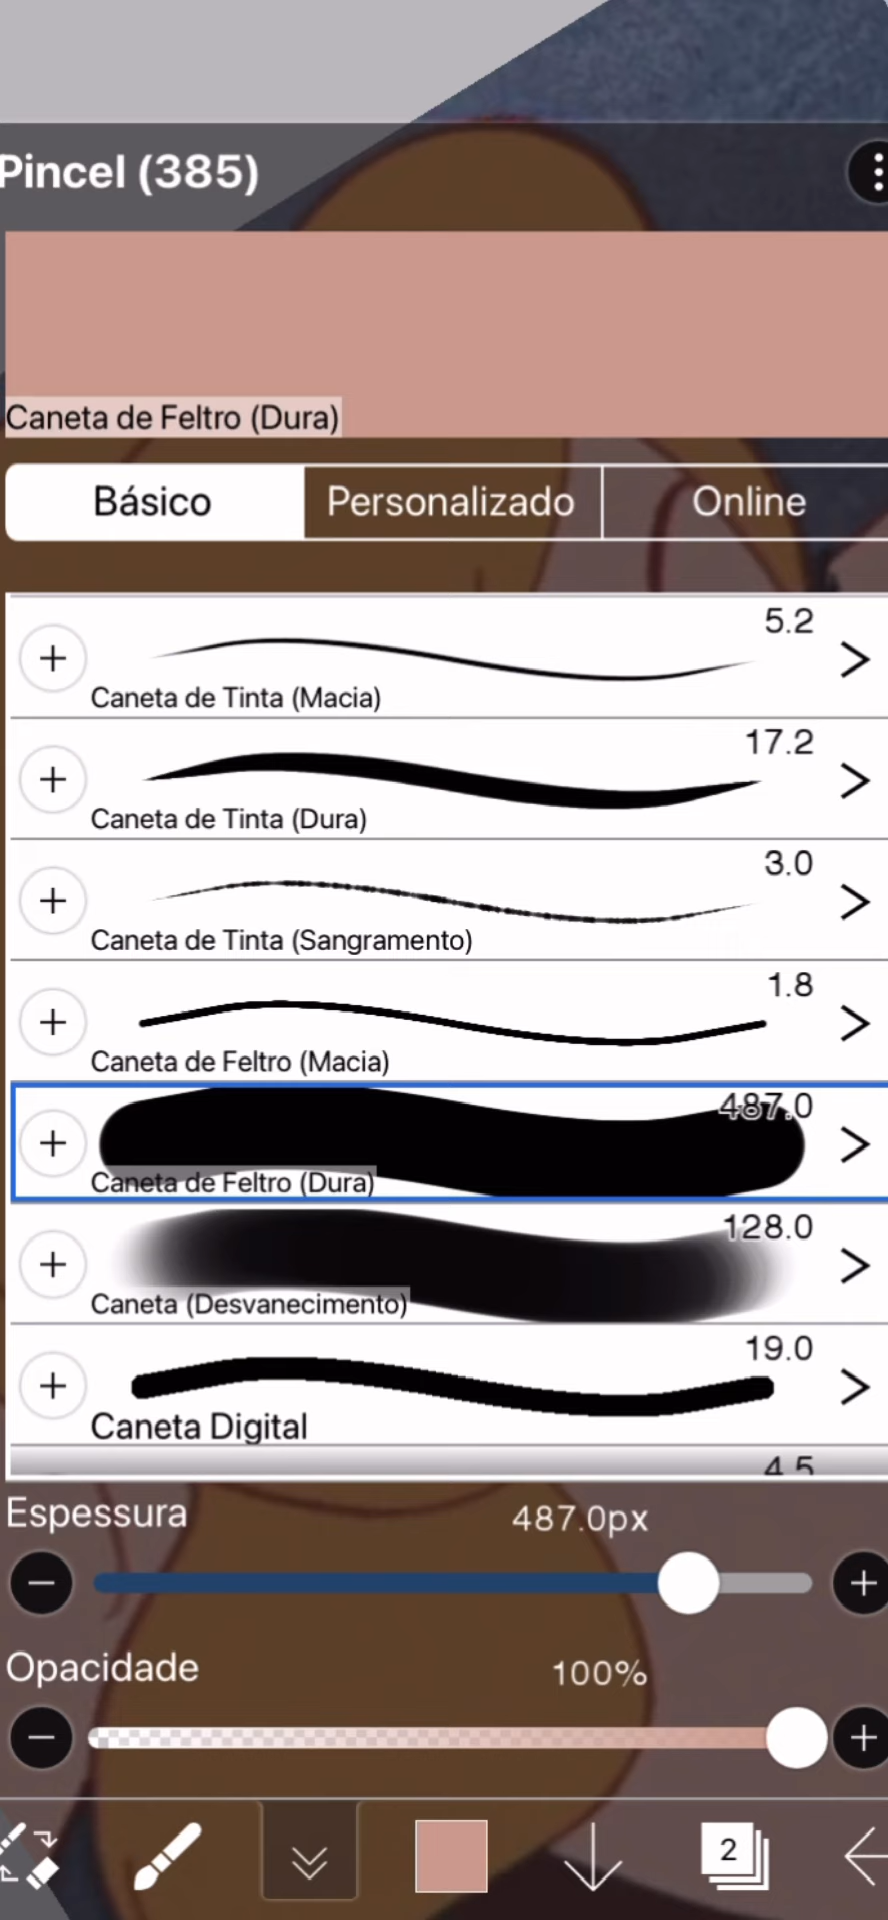 Pincel (385)
Caneta de Feltro (Dura)
Básico
Personalizado
Online
5.2
Caneta de Tinta (Macia)
17.2
Caneta de Tinta (Dura)
3.0
Caneta de Tinta (Sangramento)
1.8
Caneta de Feltro (Macia)
487.0
Caneta de Feltro (Dura)
128.0
Caneta (Desvanecimento)
19.0
Caneta Digital
4.5
Espessura
487.0px
Opacidade
100%
2